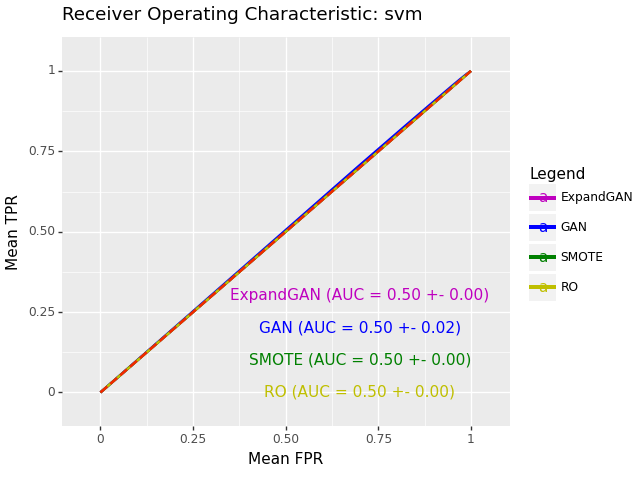 Receiver Operating Characteristic: svm
1
0.75
0.50
0.25
0
Mean TPR
ExpandGAN (AUC = 0.50 +- 0.00)
GAN (AUC = 0.50 +- 0.02)
SMOTE (AUC = 0.50 +- 0.00)
RO (AUC = 0.50 +- 0.00)
0 0.25 0.50 0.75 1
Mean FPR
Legend
a ExpandGAN
a GAN
a SMOTE
a RO